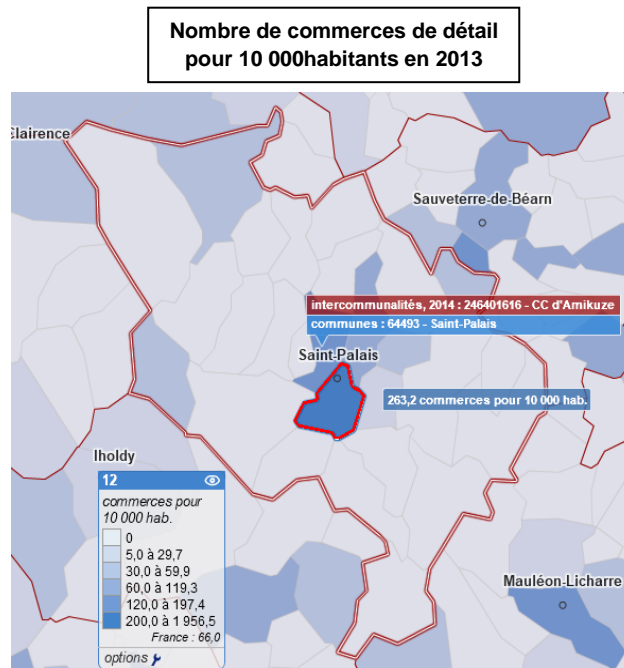 Nombre de commerces de détail
pour 10 000habitants en 2013
Clairence
Sauveterre-de-Béarn
intercommunalités, 2014 : 246401616 - CC d'Amikuze
communes : 64493 - Saint-Palais
Saint-Palais
263,2 commerces pour 10 000 hab.
Iholdy
12
commerces pour
10 000 hab.
0
5,0 à 29,7
30,0 à 59,9
60,0 à 119,3
120,0 à 197,4
200,0 à 1 956,5
France : 66,0
options
Mauléon-Licharre